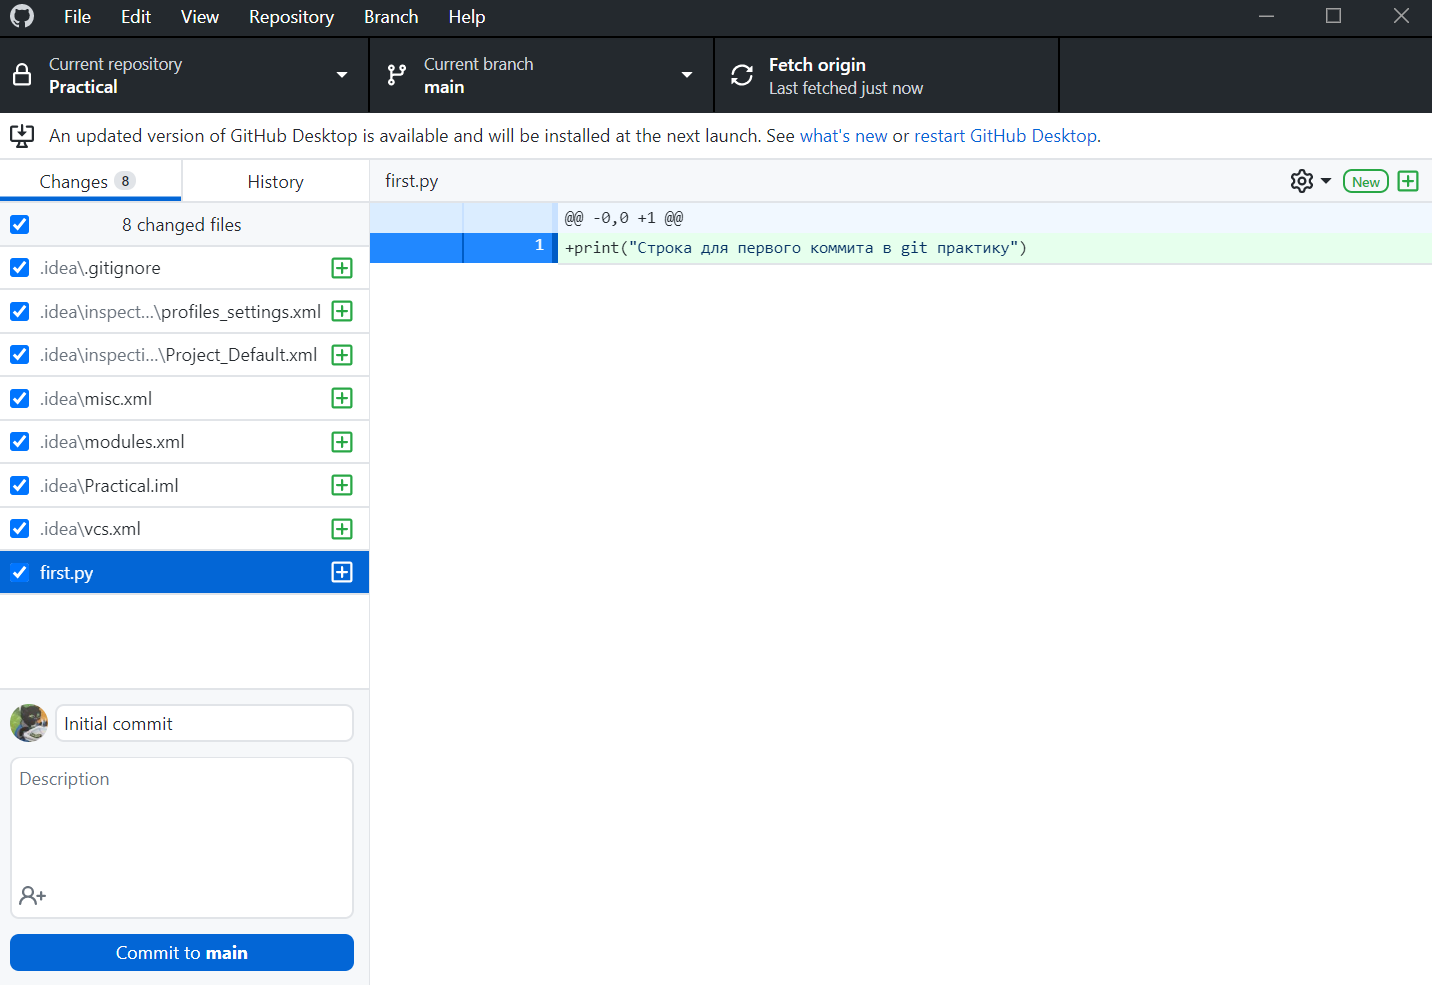 File Edit View Repository Branch Help
Current repository
Practical
Current branch
main
Fetch origin
Last fetched just now
An updated version of GitHub Desktop is available and will be installed at the next launch. See what's new or restart GitHub Desktop.
Changes 8
History
first.py
New
8 changed files
@@ -0,0 +1 @@
1 +print("Строка для первого коммита в git практику")
.idea\.gitignore
.idea\inspect...\profiles_settings.xml
.idea\inspecti...\Project_Default.xml
.idea\misc.xml
.idea\modules.xml
.idea\Practical.iml
.idea\vcs.xml
first.py
Initial commit
Description
Commit to main